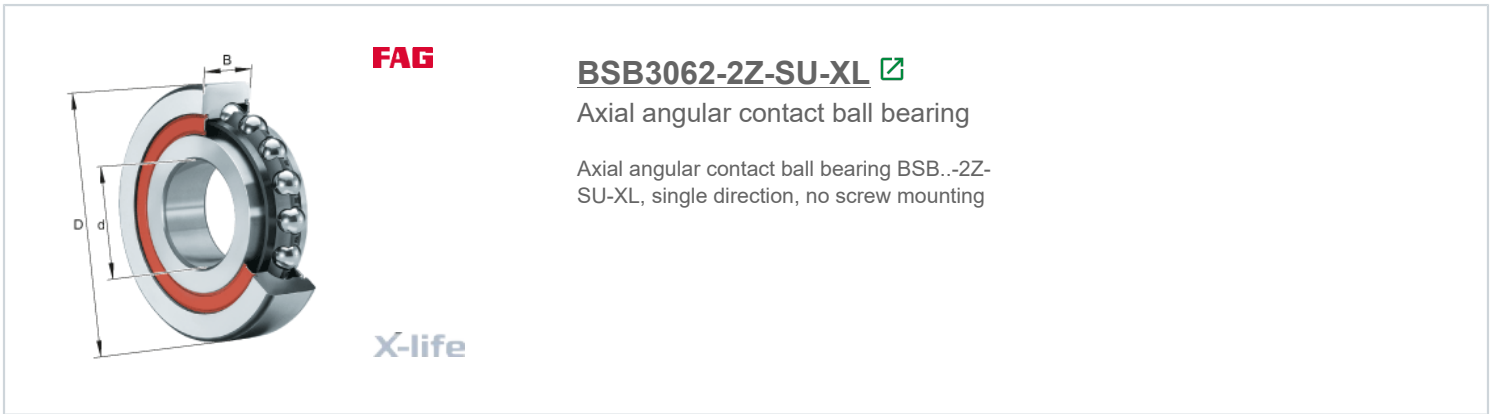 B
D
d
FAG
X-life
BSB3062-2Z-SU-XL
Axial angular contact ball bearing
Axial angular contact ball bearing BSB..-2Z-
SU-XL, single direction, no screw mounting